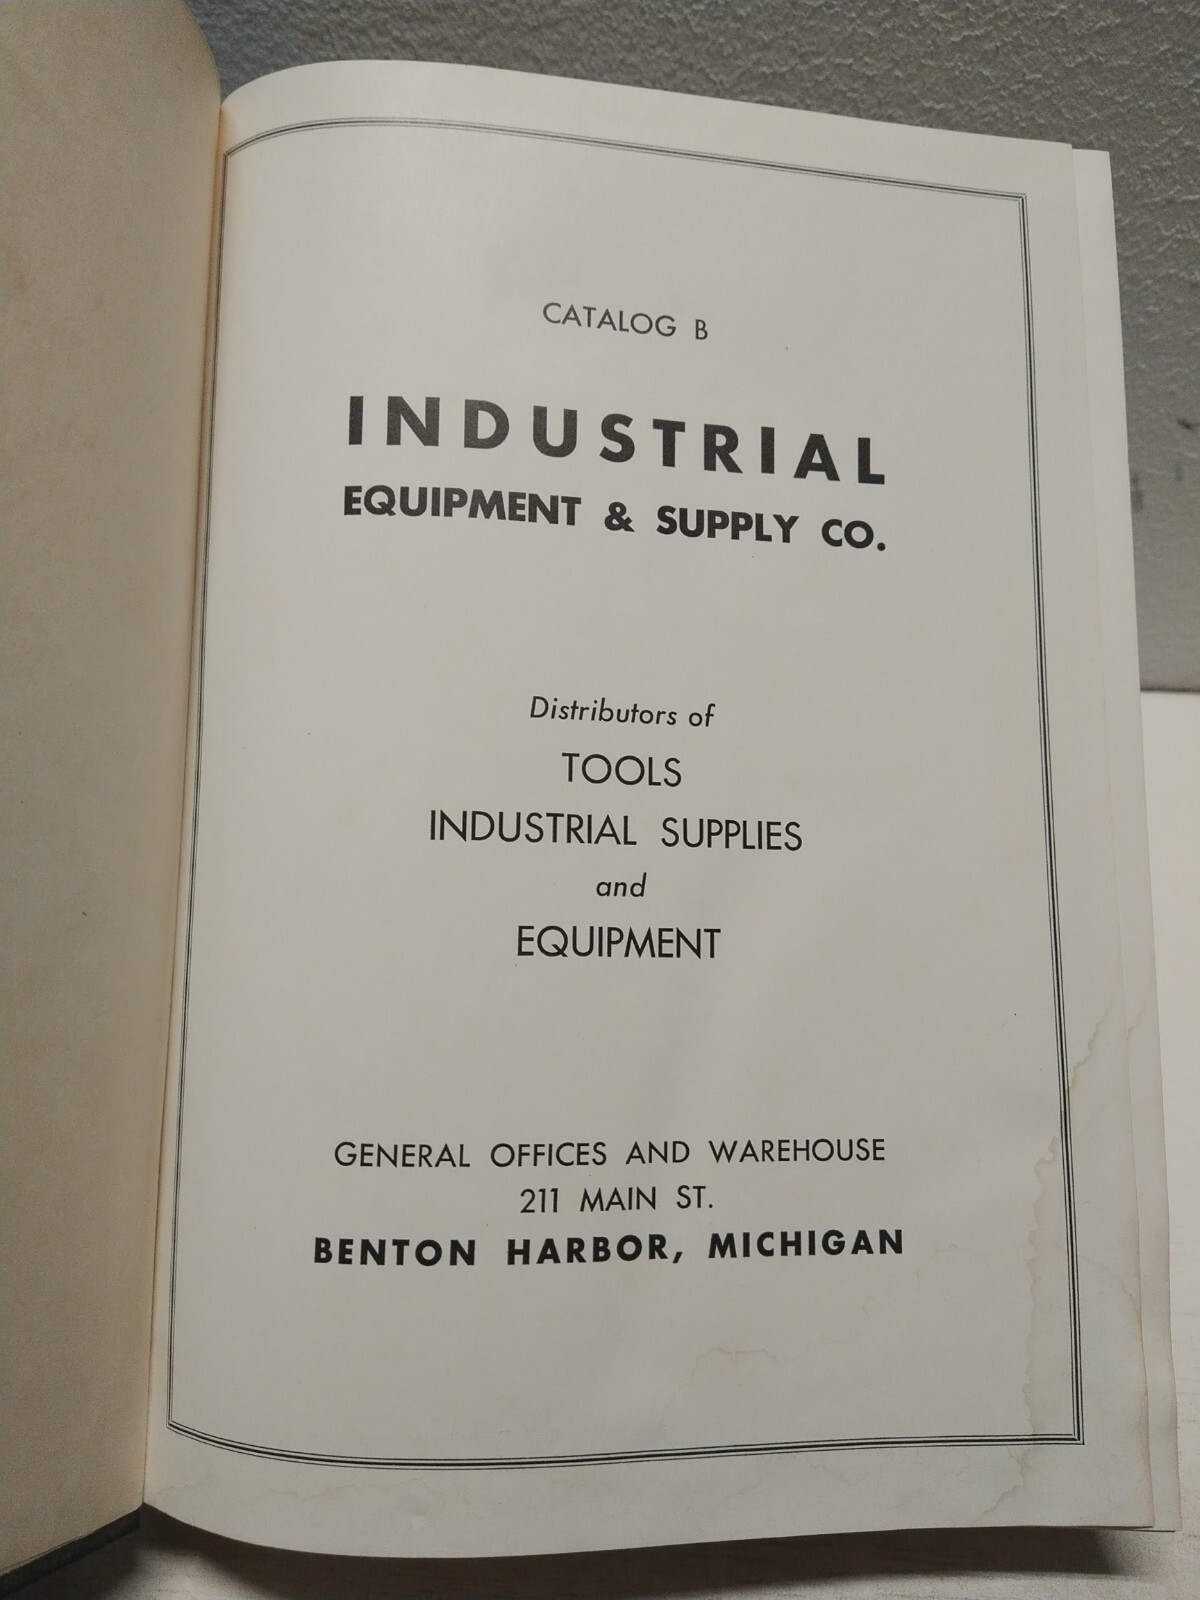 CATALOG B
INDUSTRIAL
EQUIPMENT & SUPPLY CO.
Distributors of
TOOLS
INDUSTRIAL SUPPLIES
and
EQUIPMENT
GENERAL OFFICES AND WAREHOUSE
211 MAIN ST.
BENTON HARBOR, MICHIGAN